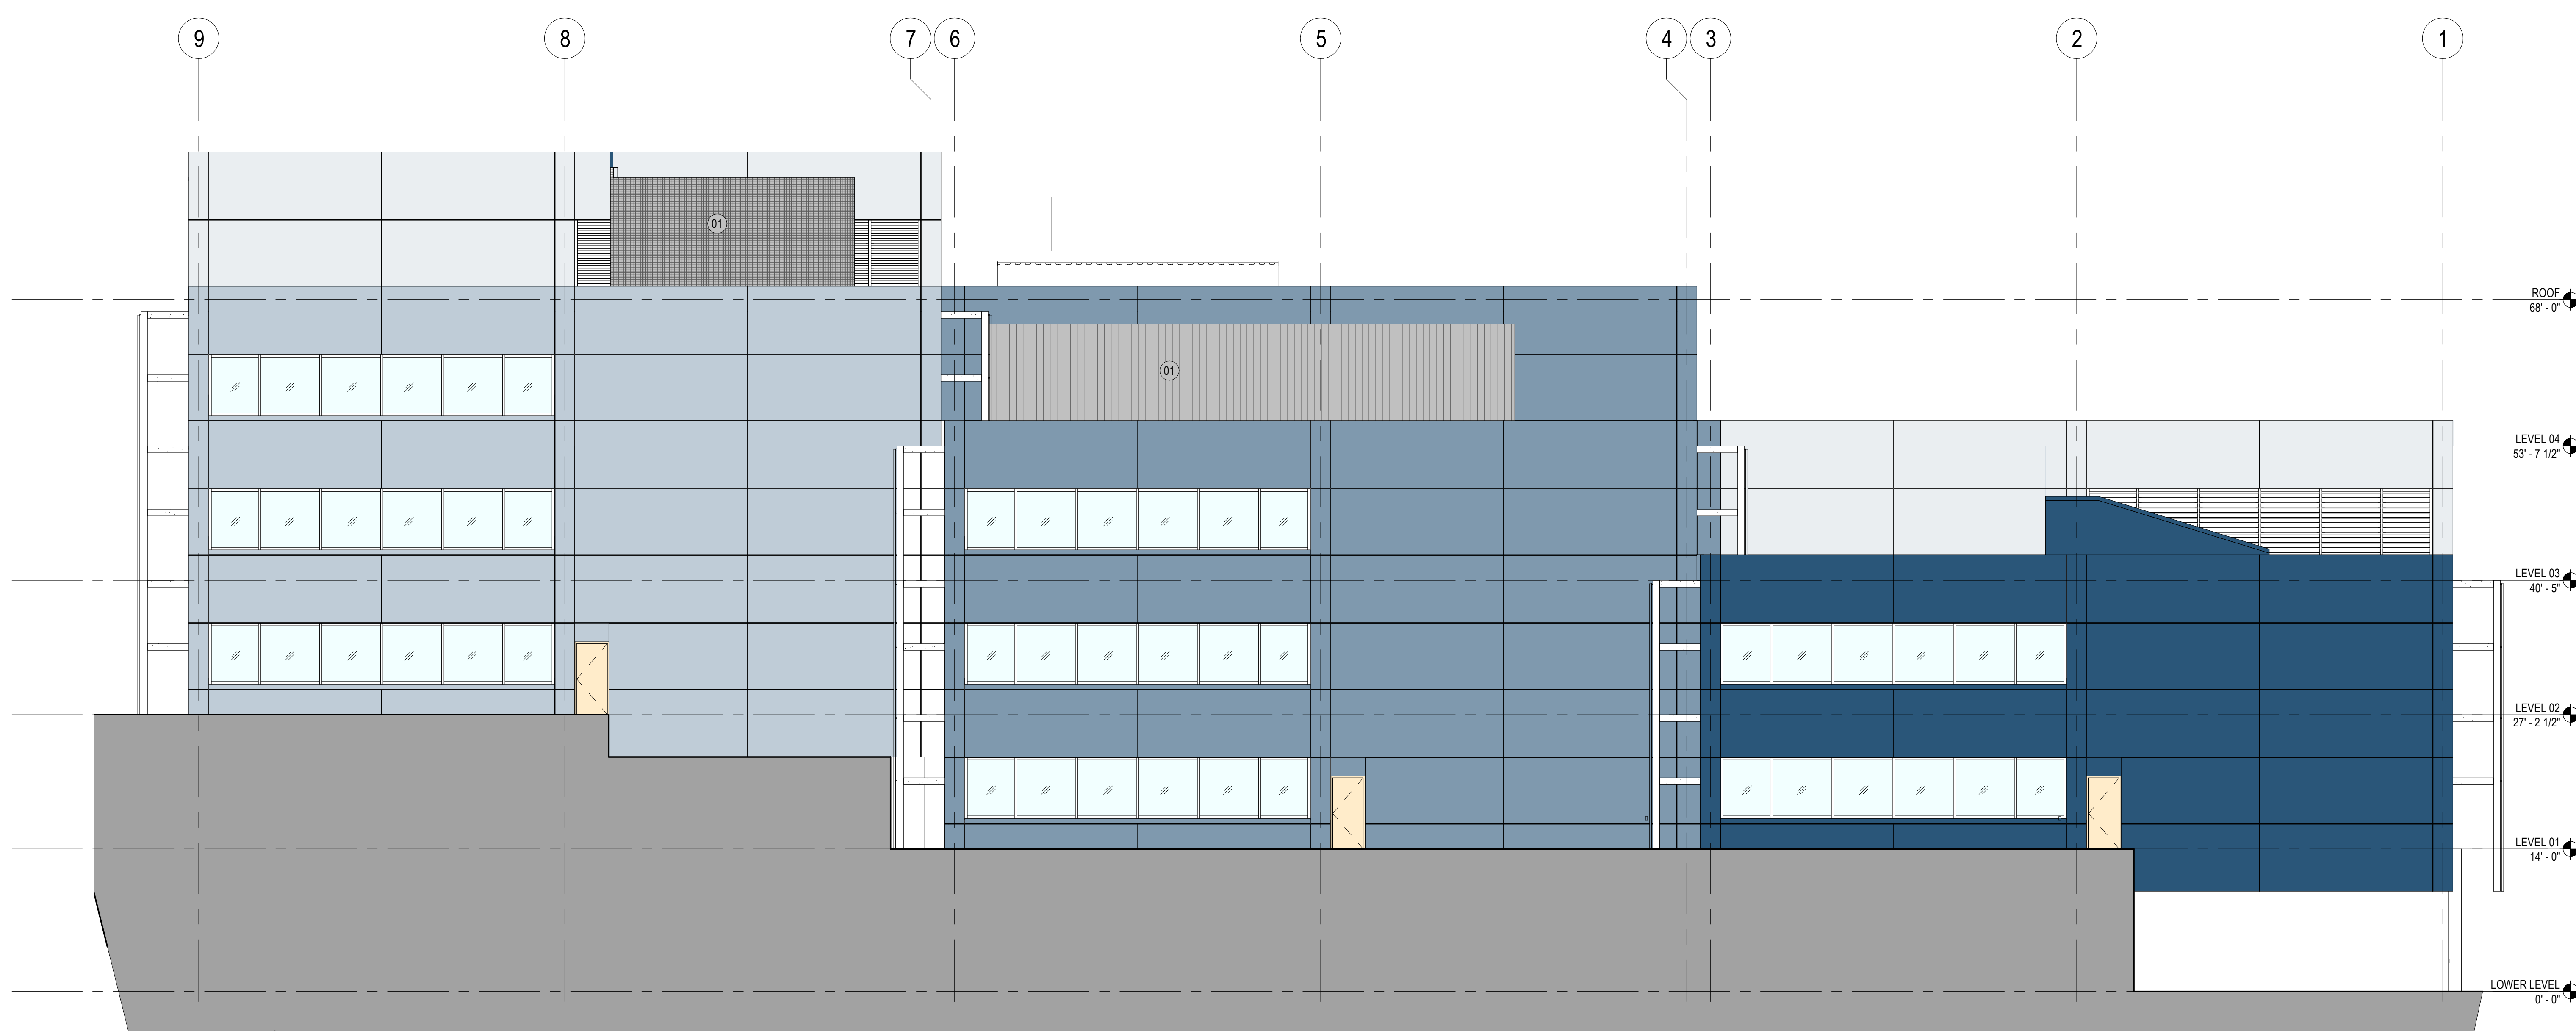 9 8 7 6 5 4 3 2 1
01
ROOF
68' - 0"
01
LEVEL 04
53' - 7 1/2"
LEVEL 03
40' - 5"
LEVEL 02
27' - 2 1/2"
LEVEL 01
14' - 0"
LOWER LEVEL
0' - 0"